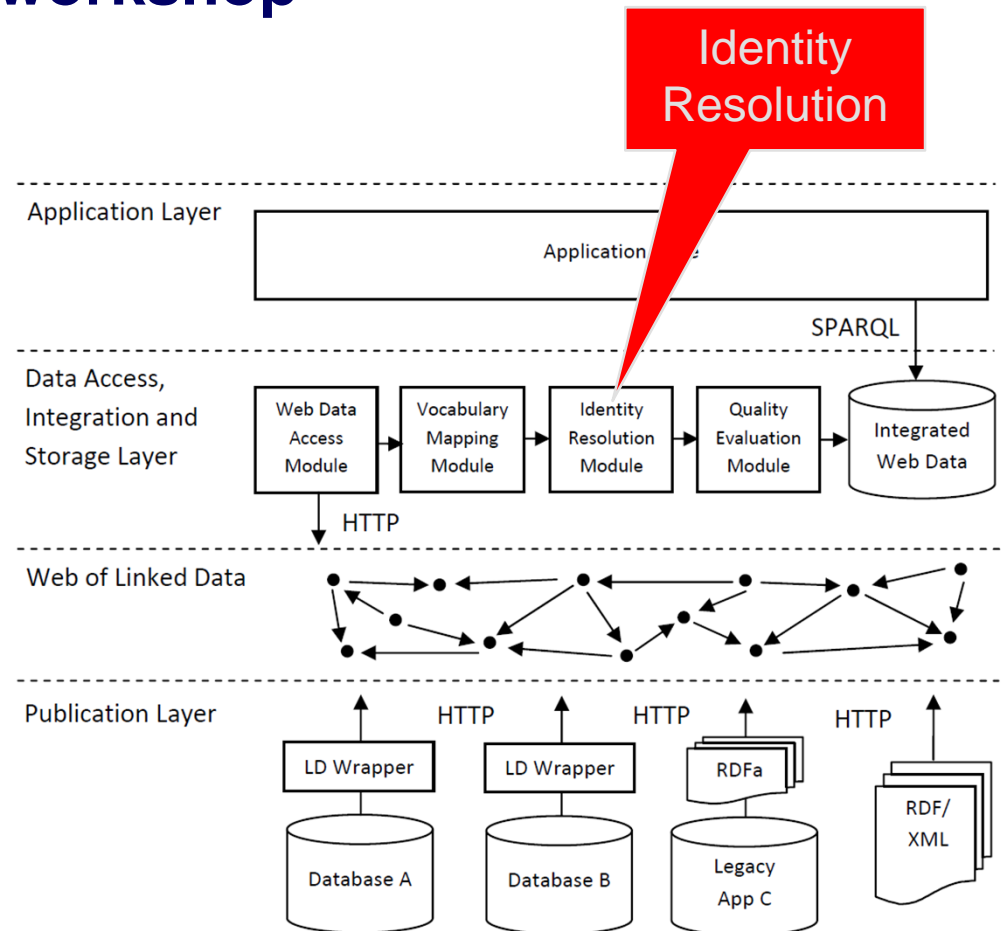 workshop
Identity
Resolution
Application Layer
Application
SPARQL
Data Access,
Integration and
Storage Layer
Web Data
Access
Module
Vocabulary
Mapping
Module
Identity
Resolution
Module
Quality
Evaluation
Module
Integrated
Web Data
HTTP
Web of Linked Data
Publication Layer
HTTP
HTTP
HTTP
LD Wrapper
LD Wrapper
RDFa
RDF/
XML
Database A
Database B
Legacy
App C